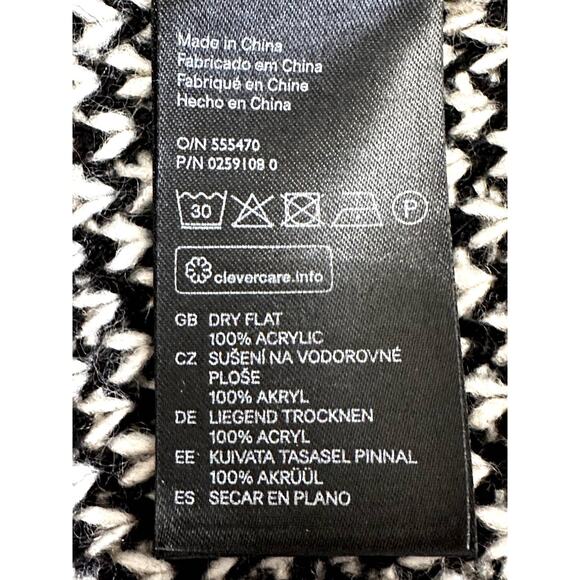 Made in China
Fabricado em China
Fabriqué en Chine
Hecho en China
O/N 555470
P/N 0259108 0
30 P
clevercare.info
GB DRY FLAT
100% ACRYLIC
CZ SUŠENÍ NA VODOROVNÉ
PLOŠE
100% AKRYL
DE LIEGEND TROCKNEN
100% ACRYL
EE KUIVATA TASASEL PINNAL
100% AKRÜÜL
ES SECAR EN PLANO